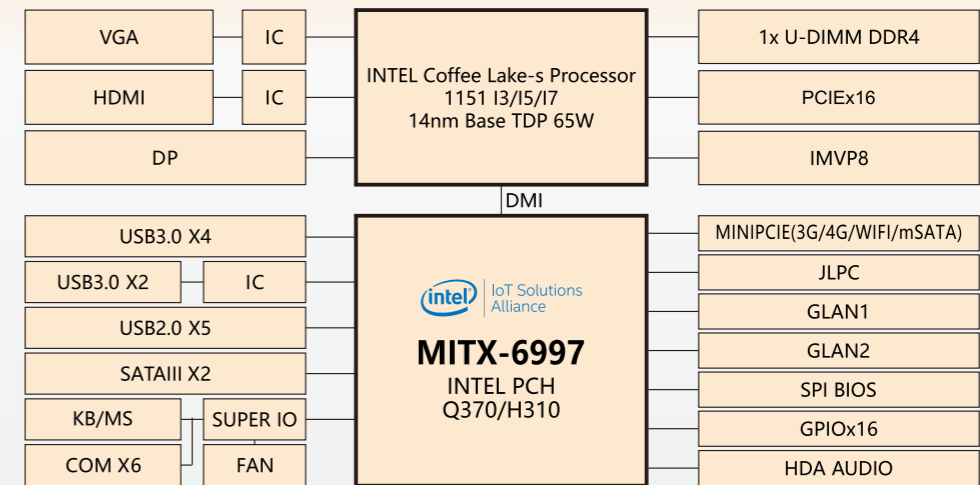 VGA
IC
HDMI
IC
DP
INTEL Coffee Lake-s Processor
1151 I3/I5/I7
14nm Base TDP 65W
1x U-DIMM DDR4
PCIEx16
IMVP8
DMI
USB3.0 X4
USB3.0 X2
IC
USB2.0 X5
SATAIII X2
KB/MS
SUPER IO
COM X6
FAN
intel
IoT Solutions
Alliance
MITX-6997
INTEL PCH
Q370/H310
MINIPCIE(3G/4G/WIFI/mSATA)
JLPC
GLAN1
GLAN2
SPI BIOS
GPIOx16
HDA AUDIO